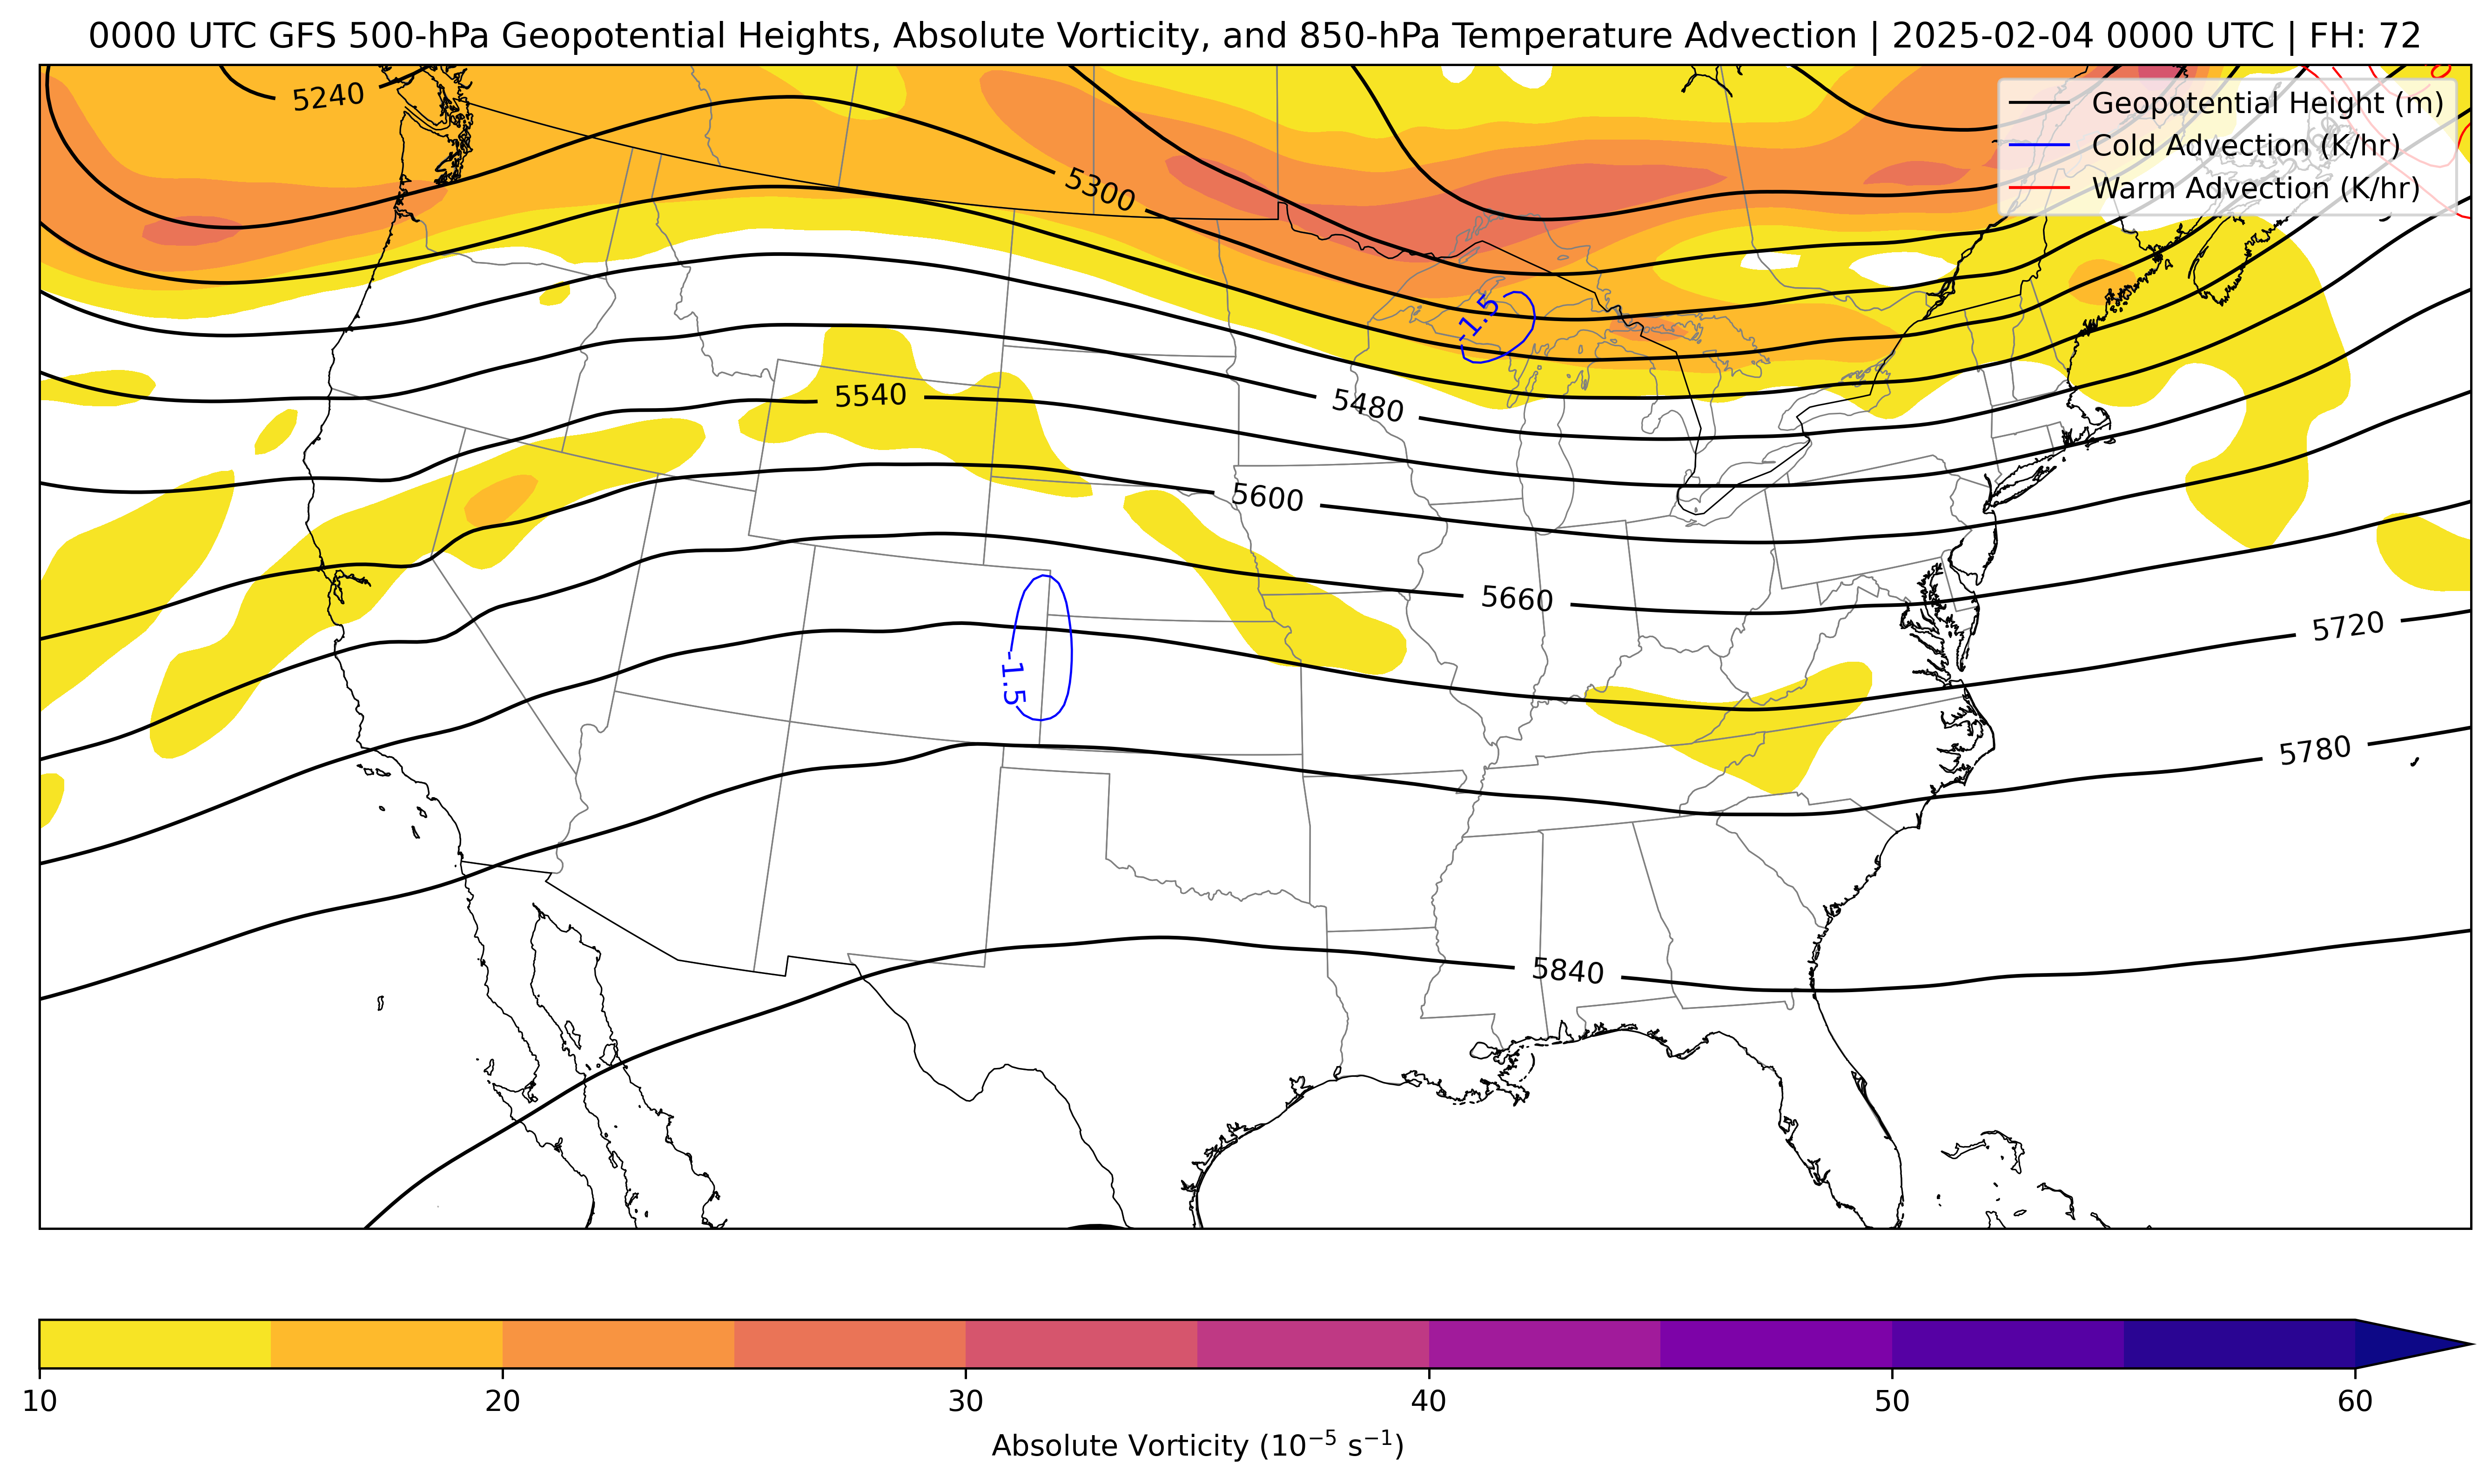 0000 UTC GFS 500-hPa Geopotential Heights, Absolute Vorticity, and 850-hPa Temperature Advection | 2025-02-04 0000 UTC | FH: 72
Geopotential Height (m)
Cold Advection (K/hr)
Warm Advection (K/hr)
5240
5300
-1.5
5540
5480
5600
5660
5720
-1.5
5780
5840
10 20 30 40 50 60
Absolute Vorticity (10⁻⁵ s⁻¹)